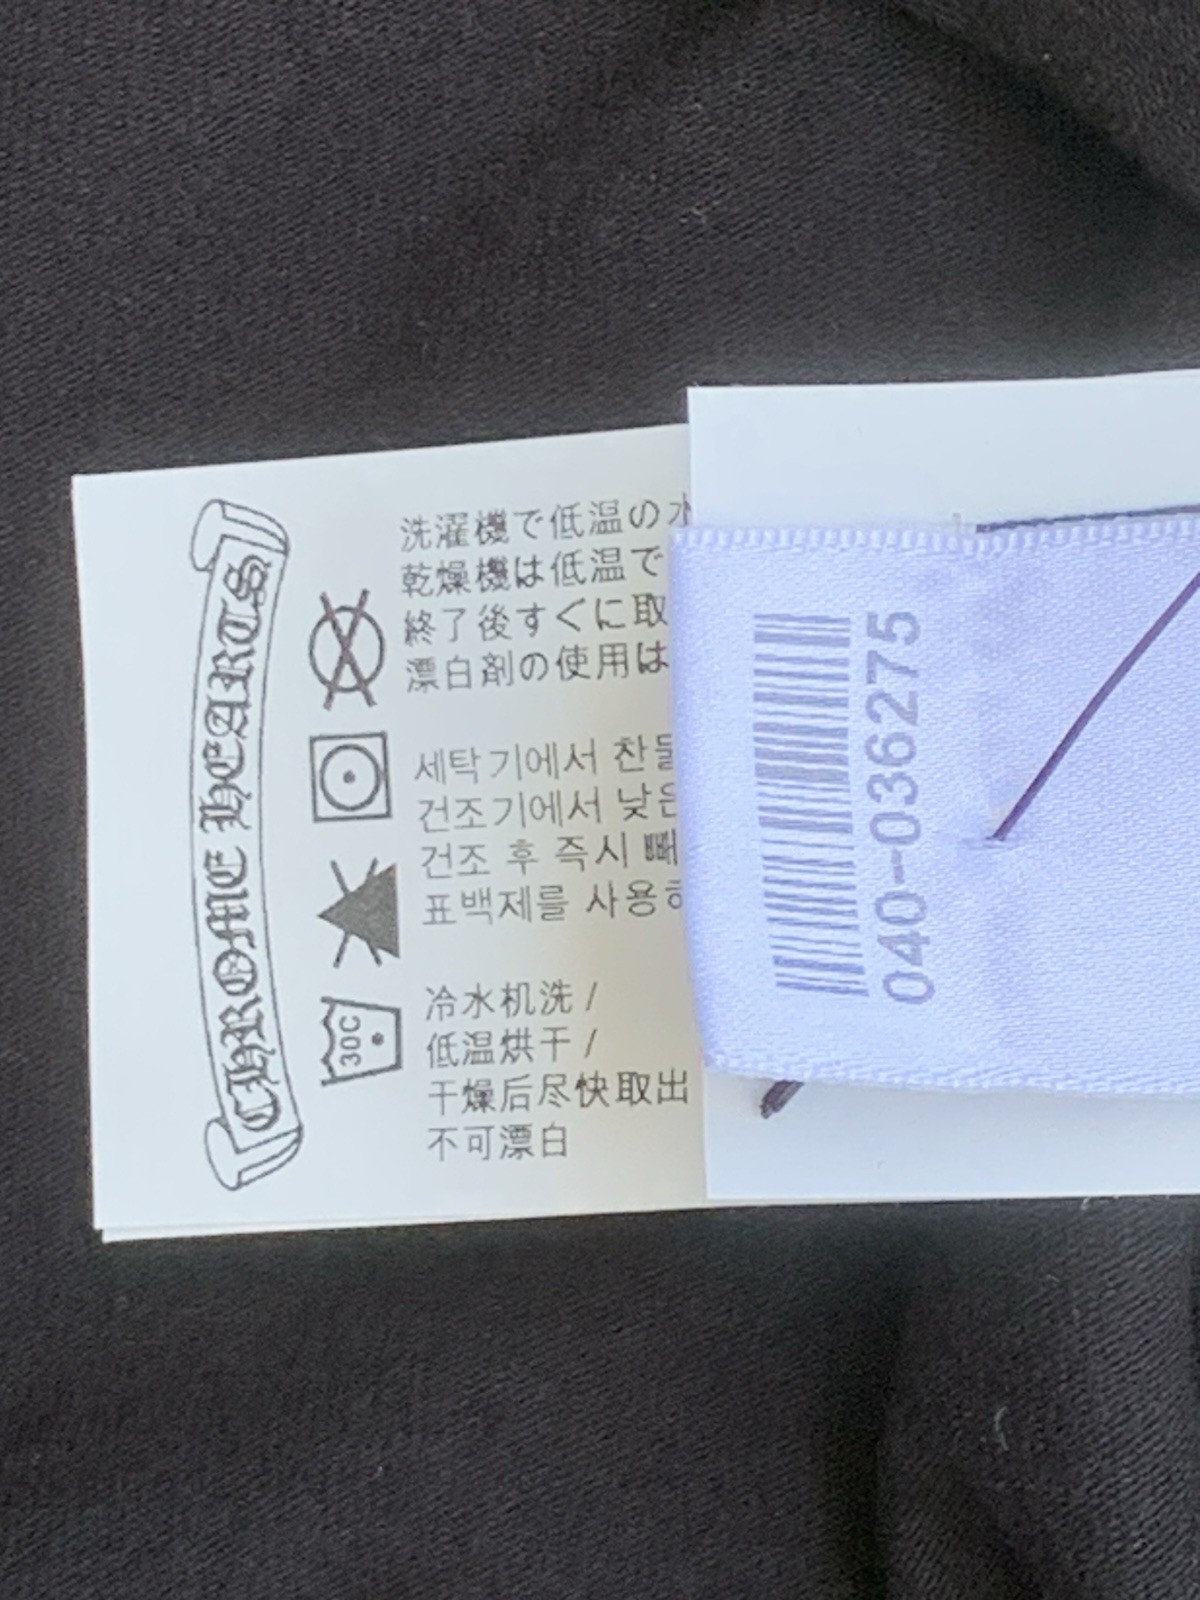 CHROME HEARTS
洗濯機で低温の水
乾燥機は低温で
終了後すぐに取
漂白剤の使用は
세탁기에서 찬물
건조기에서 낮은
건조 후 즉시 빼
표백제를 사용하
冷水机洗 /
低温烘干 /
干燥后尽快取出
不可漂白
30C
040-036275